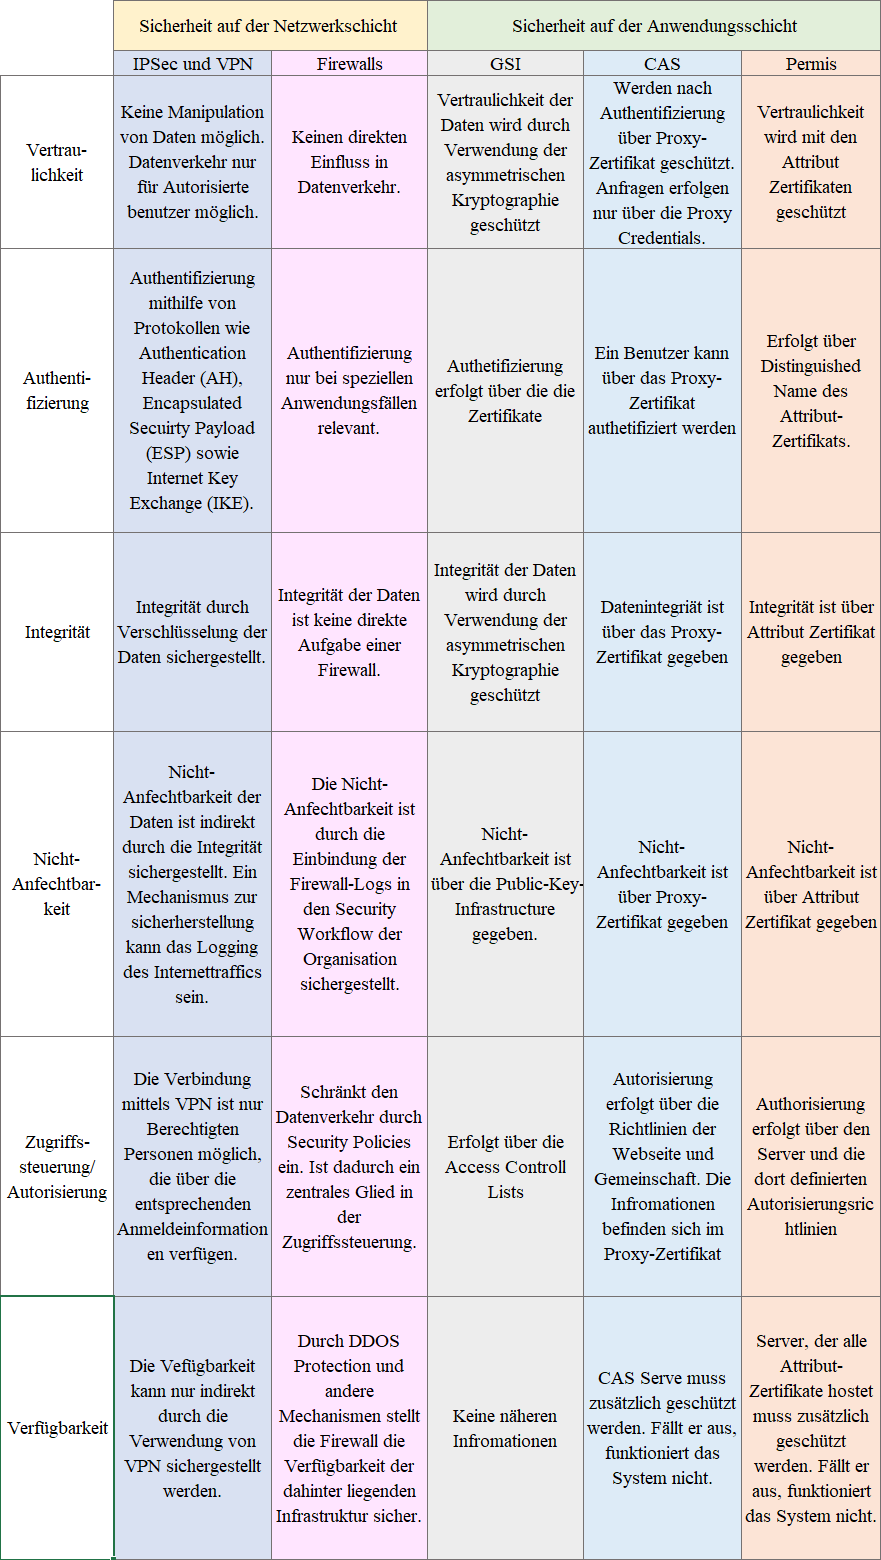 Sicherheit auf der Netzwerkschicht
Sicherheit auf der Anwendungsschicht
IPSec und VPN
Firewalls
GSI
CAS
Permis
Vertrau-
lichkeit
Keine Manipulation
von Daten möglich.
Datenverkehr nur
für Autorisierte
benutzer möglich.
Keinen direkten
Einfluss in
Datenverkehr.
Vertraulichkeit der
Daten wird durch
Verwendung der
asymmetrischen
Kryptographie
geschützt
Werden nach
Authentifizierung
über Proxy-
Zertifikat geschützt.
Anfragen erfolgen
nur über die Proxy
Credentials.
Vertraulichkeit
wird mit den
Attribut
Zertifikaten
geschützt
Authenti-
fizierung
Authentifizierung
mithilfe von
Protokollen wie
Authentication
Header (AH),
Encapsulated
Secuirty Payload
(ESP) sowie
Internet Key
Exchange (IKE).
Authentifizierung
nur bei speziellen
Anwendungsfällen
relevant.
Authetifizierung
erfolgt über die die
Zertifikate
Ein Benutzer kann
über das Proxy-
Zertifikat
authetifiziert werden
Erfolgt über
Distinguished
Name des
Attribut-
Zertifikats.
Integrität
Integrität durch
Verschlüsselung der
Daten sichergestellt.
Integrität der Daten
ist keine direkte
Aufgabe einer
Firewall.
Integrität der Daten
wird durch
Verwendung der
asymmetrischen
Kryptographie
geschützt
Datenintegriät ist
über das Proxy-
Zertifikat gegeben
Integrität ist über
Attribut Zertifikat
gegeben
Nicht-
Anfechtbar-
keit
Nicht-
Anfechtbarkeit der
Daten ist indirekt
durch die Integrität
sichergestellt. Ein
Mechanismus zur
sicherherstellung
kann das Logging
des Internettraffics
sein.
Die Nicht-
Anfechtbarkeit ist
durch die
Einbindung der
Firewall-Logs in
den Security
Workflow der
Organisation
sichergestellt.
Nicht-
Anfechtbarkeit ist
über die Public-Key-
Infrastructure
gegeben.
Nicht-
Anfechtbarkeit ist
über Proxy-
Zertifikat gegeben
Nicht-
Anfechtbarkeit ist
über Attribut
Zertifikat gegeben
Zugriffs-
steuerung/
Autorisierung
Die Verbindung
mittels VPN ist nur
Berechtigten
Personen möglich,
die über die
entsprechenden
Anmeldeinformation
en verfügen.
Schränkt den
Datenverkehr durch
Security Policies
ein. Ist dadurch ein
zentrales Glied in
der
Zugriffssteuerung.
Erfolgt über die
Access Controll
Lists
Autorisierung
erfolgt über die
Richtlinien der
Webseite und
Gemeinschaft. Die
Infromationen
befinden sich im
Proxy-Zertifikat
Authorisierung
erfolgt über den
Server und die
dort definierten
Autorisierungsric
htlinien
Verfügbarkeit
Die Vefügbarkeit
kann nur indirekt
durch die
Verwendung von
VPN sichergestellt
werden.
Durch DDOS
Protection und
andere
Mechanismen stellt
die Firewall die
Verfügbarkeit der
dahinter liegenden
Infrastruktur sicher.
Keine näheren
Infromationen
CAS Serve muss
zusätzlich geschützt
werden. Fällt er aus,
funktioniert das
System nicht.
Server, der alle
Attribut-
Zertifikate hostet
muss zusätzlich
geschützt
werden. Fällt er
aus, funktioniert
das System nicht.